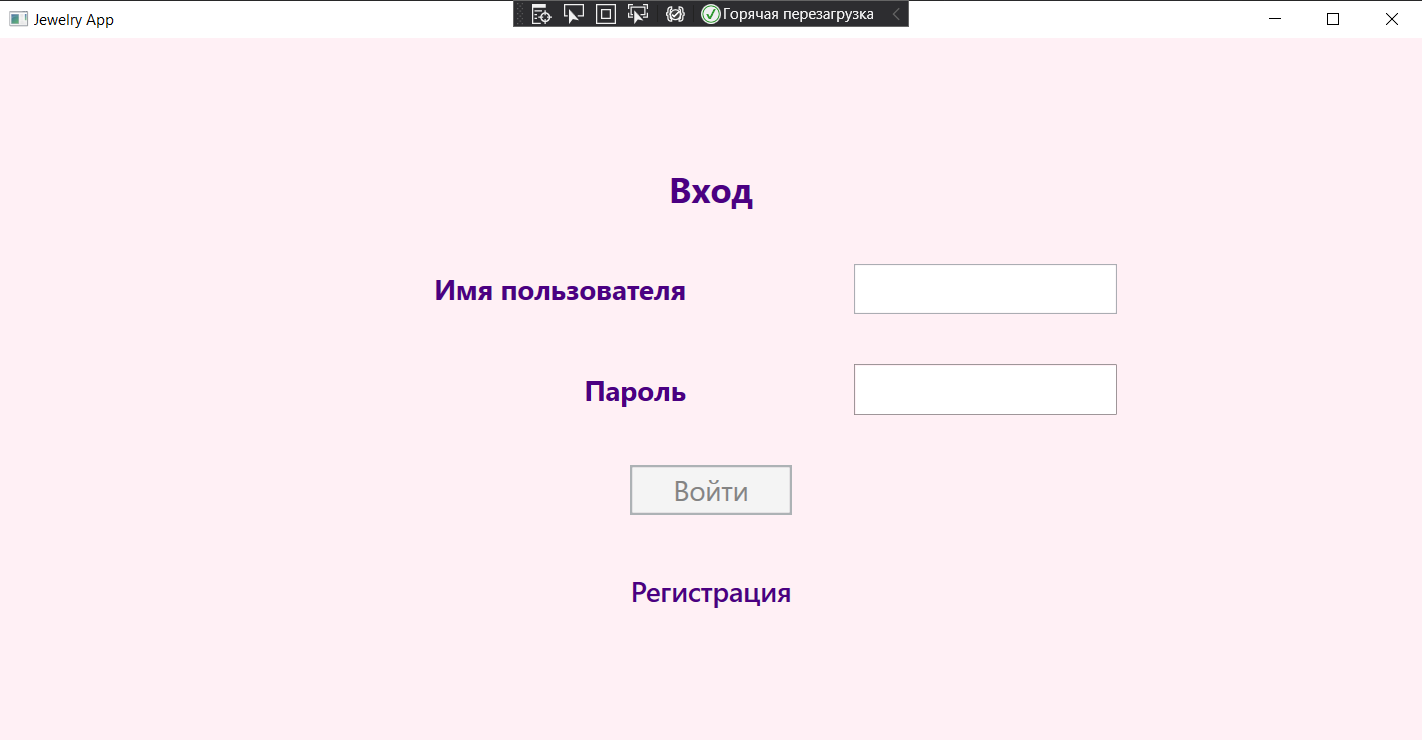 Jewelry App
Горячая перезагрузка
Вход
Имя пользователя
Пароль
Войти
Регистрация